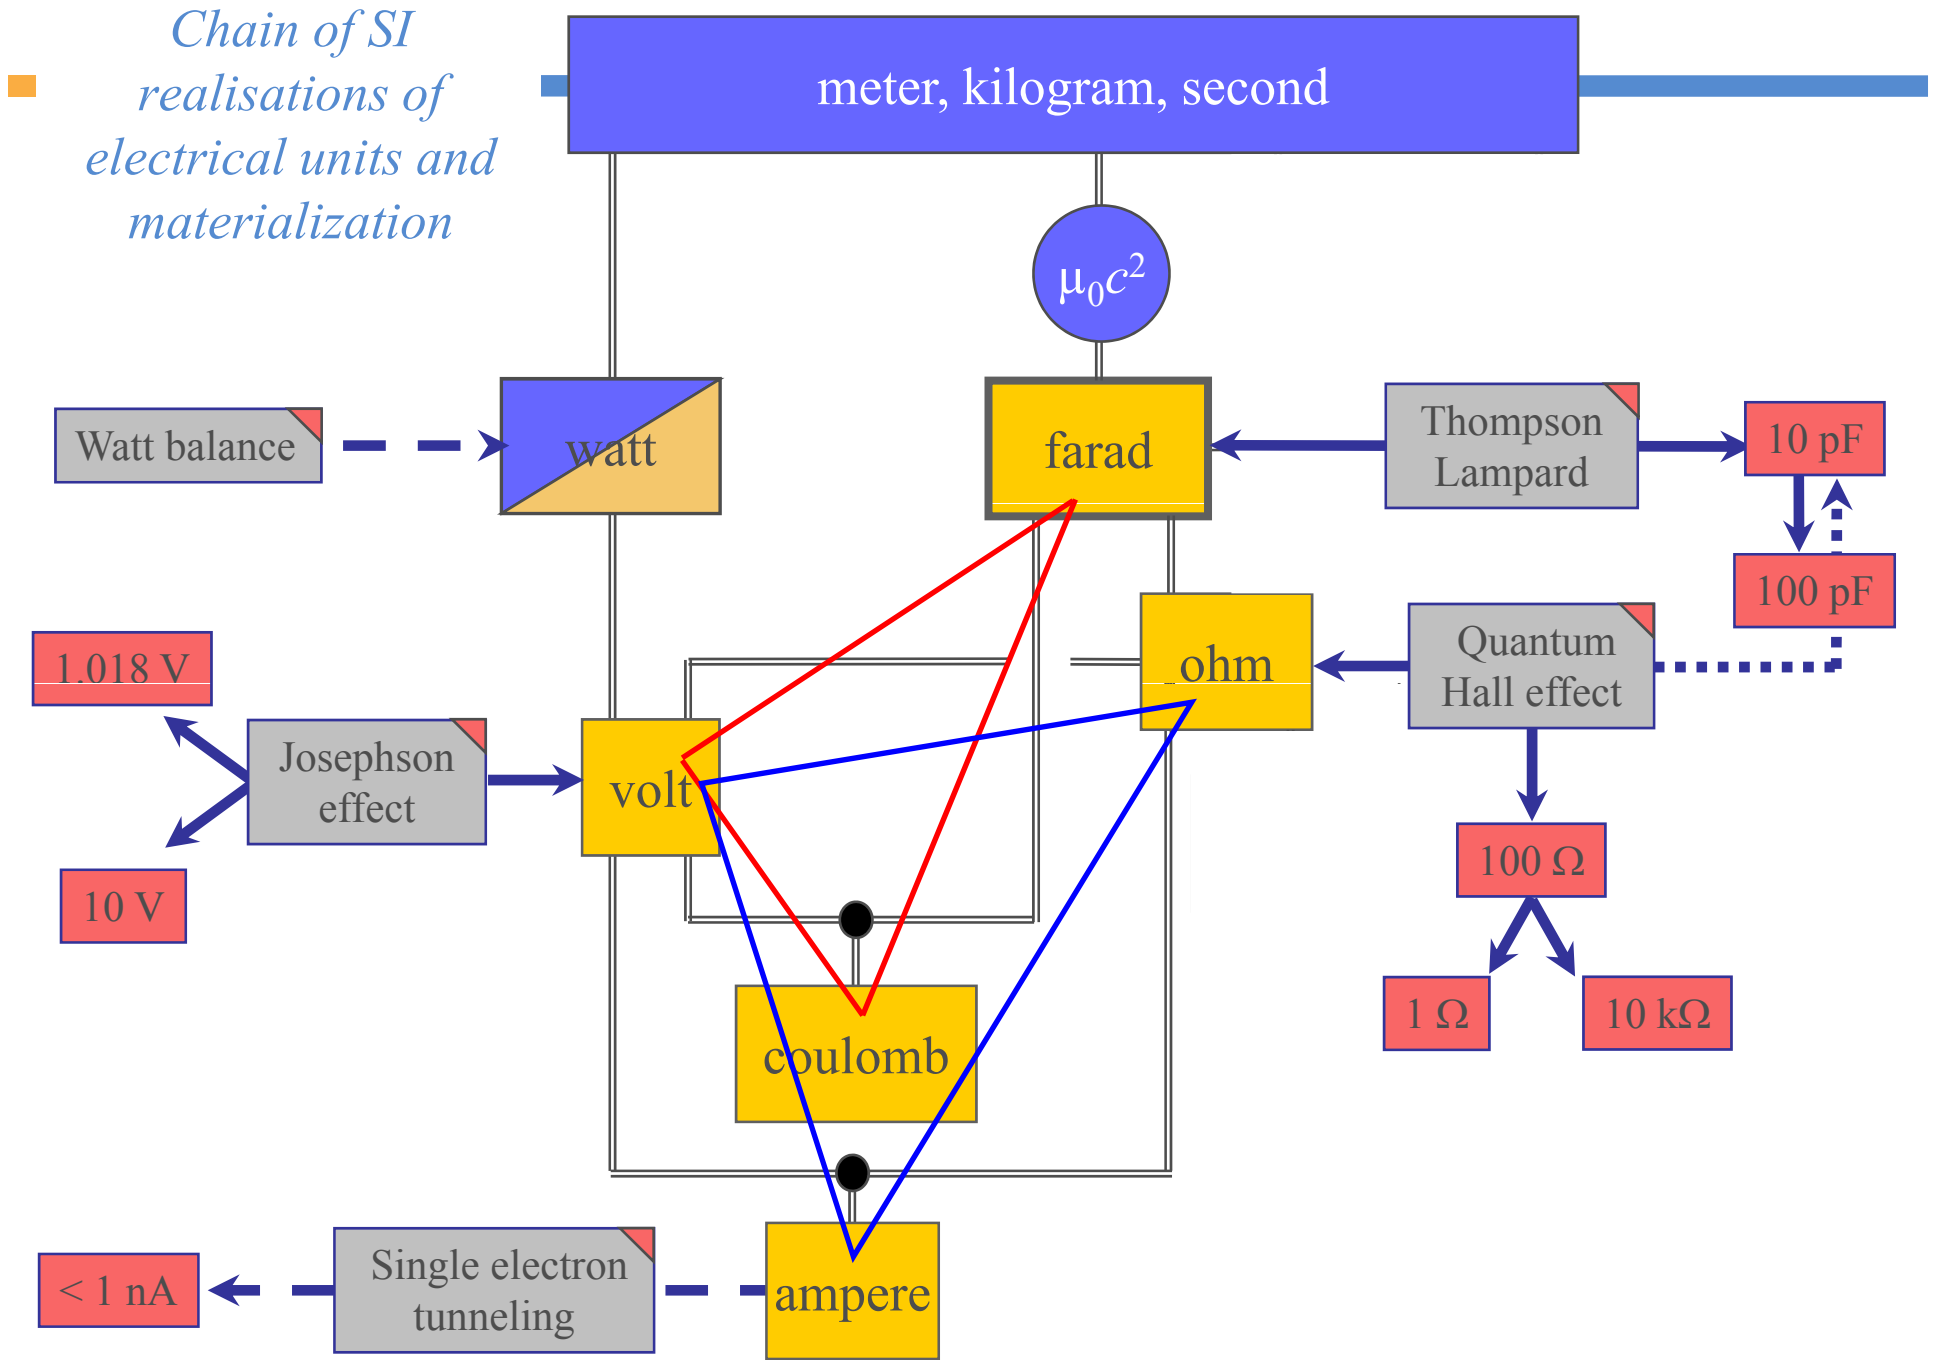 Chain of SI
realisations of
electrical units and
materialization
meter, kilogram, second
μ₀c²
Watt balance
watt
farad
Thompson
Lampard
10 pF
100 pF
1.018 V
Josephson
effect
10 V
volt
ohm
Quantum
Hall effect
100 Ω
1 Ω
10 kΩ
coulomb
< 1 nA
Single electron
tunneling
ampere